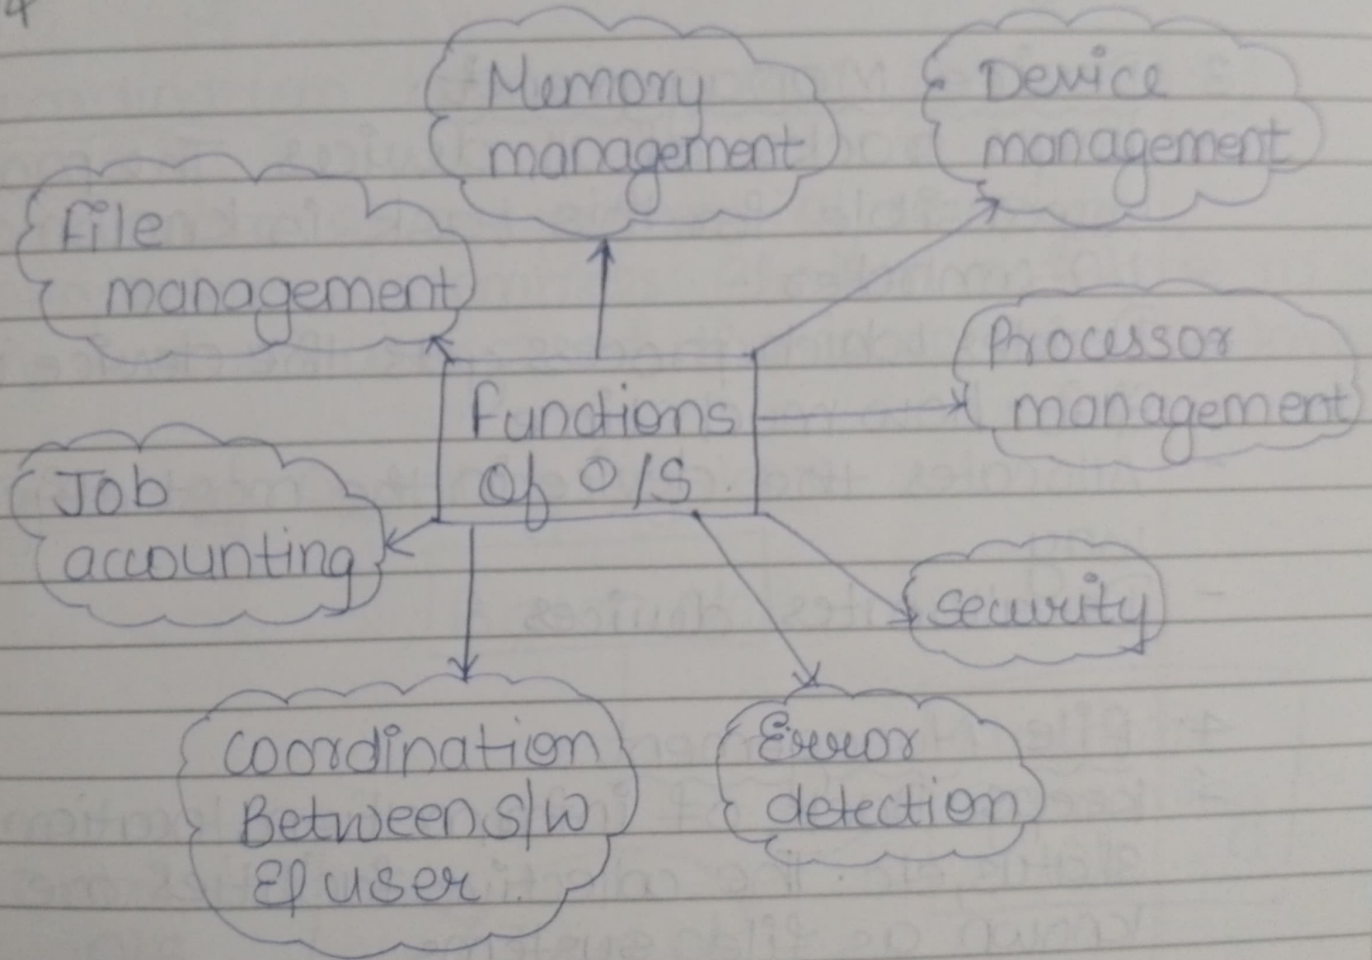 Memory
management
Device
management
File
management
Processor
management
Functions
Of O/S
Job
accounting
security
coordination
Between S/W
& user
Error
detection